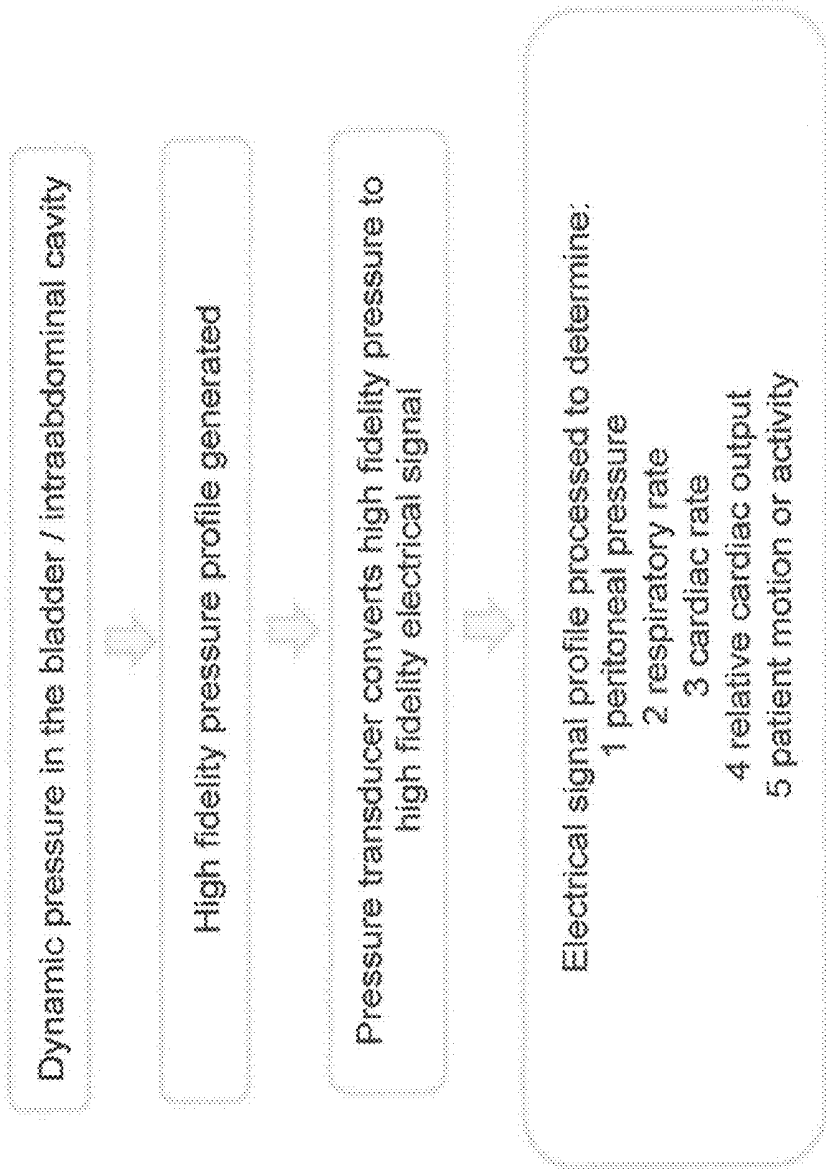 Dynamic pressure in the bladder / intraabdominal cavity
High fidelity pressure profile generated
Pressure transducer converts high fidelity pressure to
high fidelity electrical signal
Electrical signal profile processed to determine:
1 peritoneal pressure
2 respiratory rate
3 cardiac rate
4 relative cardiac output
5 patient motion or activity